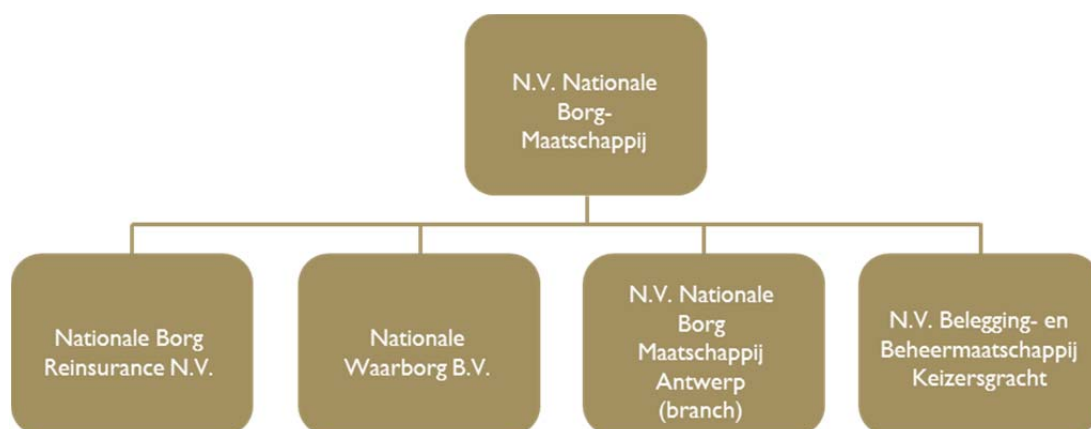 N.V. Nationale
Borg-
Maatschappij
Nationale Borg
Reinsurance N.V.
Nationale
Waarborg B.V.
N.V. Nationale
Borg
Maatschappij
Antwerp
(branch)
N.V. Belegging- en
Beheermaatschappij
Keizersgracht